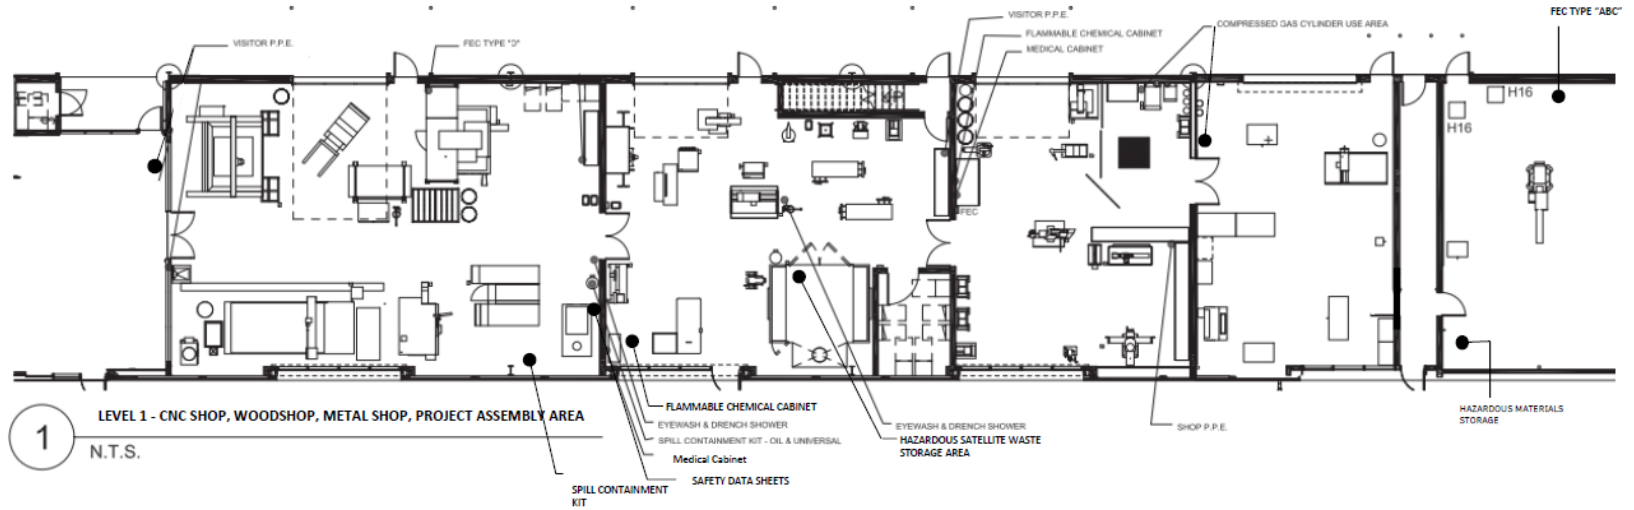 FEC TYPE "ABC"
VISITOR P.P.E.
FEC TYPE "D"
VISITOR P.P.E.
FLAMMABLE CHEMICAL CABINET
MEDICAL CABINET
COMPRESSED GAS CYLINDER USE AREA
H16
H16
FEC
1
LEVEL 1 - CNC SHOP, WOODSHOP, METAL SHOP, PROJECT ASSEMBLY AREA
N.T.S.
FLAMMABLE CHEMICAL CABINET
EYEWASH & DRENCH SHOWER
SPILL CONTAINMENT KIT - OIL & UNIVERSAL
Medical Cabinet
SAFETY DATA SHEETS
SPILL CONTAINMENT
KIT
EYEWASH & DRENCH SHOWER
HAZARDOUS SATELLITE WASTE
STORAGE AREA
SHOP P.P.E.
HAZARDOUS MATERIALS
STORAGE